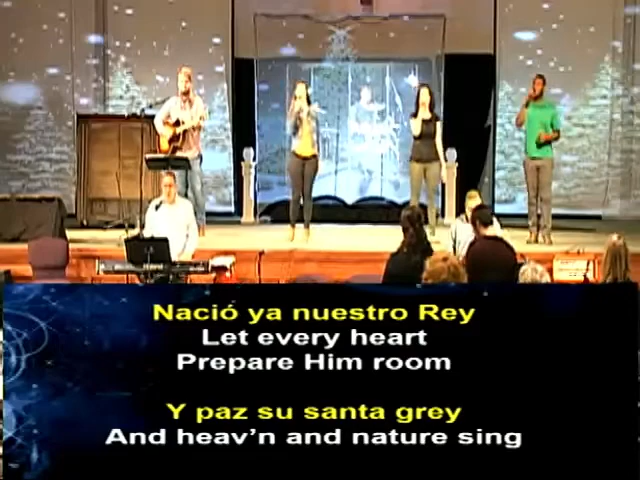 Nació ya nuestro Rey
Let every heart
Prepare Him room
Y paz su santa grey
And heav'n and nature sing